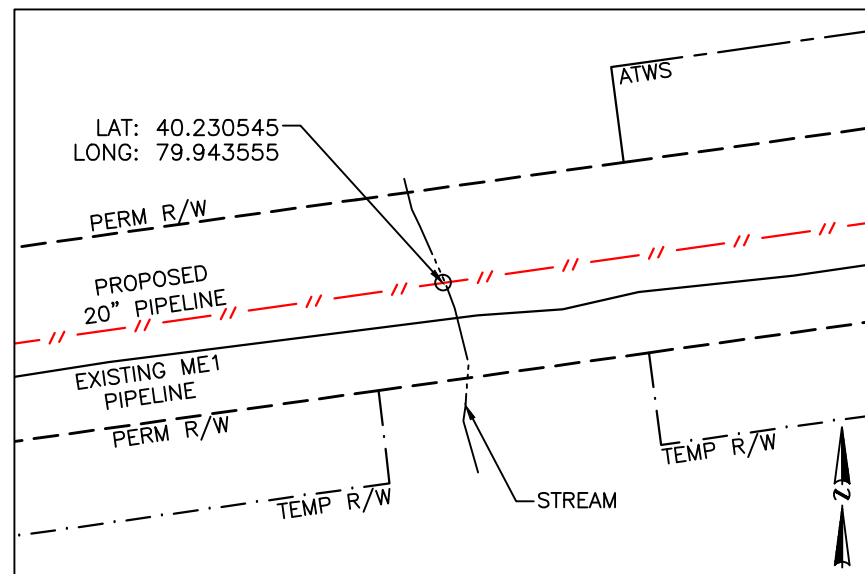 ATWS
LAT: 40.230545
LONG: 79.943555
PERM R/W
PROPOSED
20” PIPELINE
EXISTING ME1
PIPELINE
PERM R/W
TEMP R/W
TEMP R/W
STREAM
N